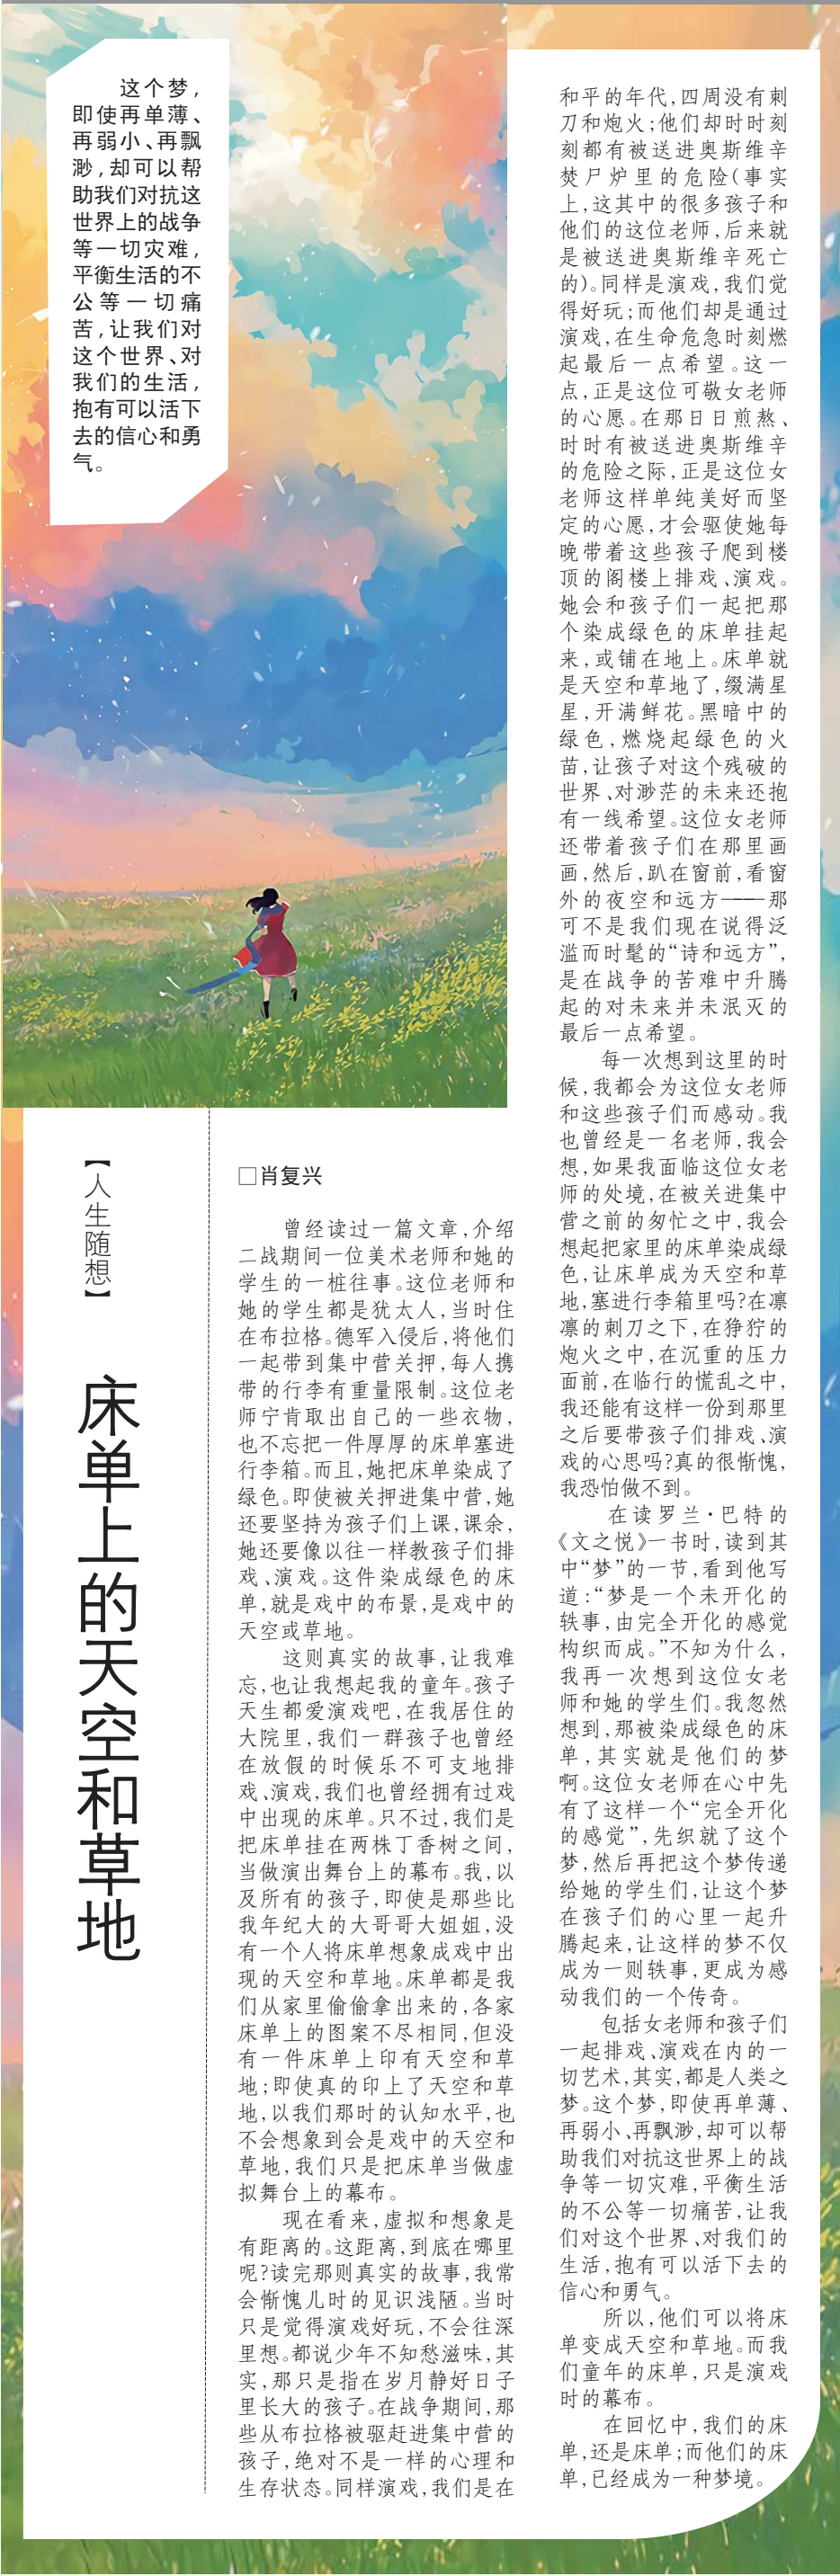 这个梦，
即使再单薄、
再弱小、再飘
渺，却可以帮
助我们对抗这
世界上的战争
等一切灾难，
平衡生活的不
公等一切痛
苦，让我们对
这个世界、对
我们的生活，
抱有可以活下
去的信心和勇
气。
【人生随想】
床单上的天空和草地
□肖复兴
曾经读过一篇文章，介绍
二战期间一位美术老师和她的
学生的一桩往事。这位老师和
她的学生都是犹太人，当时住
在布拉格。德军入侵后，将他们
一起带到集中营关押，每人携
带的行李有重量限制。这位老
师宁肯取出自己的一些衣物，
也不忘把一件厚厚的床单塞进
行李箱。而且，她把床单染成了
绿色。即使被关押进集中营，她
还要坚持为孩子们上课，课余，
她还要像以往一样教孩子们排
戏、演戏。这件染成绿色的床
单，就是戏中的布景，是戏中的
天空或草地。
这则真实的故事，让我难
忘，也让我想起我的童年。孩子
天生都爱演戏吧，在我居住的
大院里，我们一群孩子也曾经
在放假的时候乐不可支地排
戏、演戏，我们也曾经拥有过戏
中出现的床单。只不过，我们是
把床单挂在两株丁香树之间，
当做演出舞台上的幕布。我，以
及所有的孩子，即使是那些比
我年纪大的大哥哥大姐姐，没
有一个人将床单想象成戏中出
现的天空和草地。床单都是我
们从家里偷偷拿出来的，各家
床单上的图案不尽相同，但没
有一件床单上印有天空和草
地；即使真的印上了天空和草
地，以我们那时的认知水平，也
不会想象到会是戏中的天空和
草地，我们只是把床单当做虚
拟舞台上的幕布。
现在看来，虚拟和想象是
有距离的。这距离，到底在哪里
呢？读完那则真实的故事，我常
会惭愧儿时的见识浅陋。当时
只是觉得演戏好玩，不会往深
里想。都说少年不知愁滋味，其
实，那只是指在岁月静好日子
里长大的孩子。在战争期间，那
些从布拉格被驱赶进集中营的
孩子，绝对不是一样的心理和
生存状态。同样演戏，我们是在
和平的年代，四周没有刺
刀和炮火；他们却时时刻
刻都有被送进奥斯维辛
焚尸炉里的危险（事实
上，这其中的很多孩子和
他们的这位老师，后来就
是被送进奥斯维辛死亡
的）。同样是演戏，我们觉
得好玩；而他们却是通过
演戏，在生命危急时刻燃
起最后一点希望。这一
点，正是这位可敬女老师
的心愿。在那日日煎熬、
时时有被送进奥斯维辛
的危险之际，正是这位女
老师这样单纯美好而坚
定的心愿，才会驱使她每
晚带着这些孩子爬到楼
顶的阁楼上排戏、演戏。
她会和孩子们一起把那
个染成绿色的床单挂起
来，或铺在地上。床单就
是天空和草地了，缀满星
星，开满鲜花。黑暗中的
绿色，燃烧起绿色的火
苗，让孩子对这个残破的
世界、对渺茫的未来还抱
有一线希望。这位女老师
还带着孩子们在那里画
画，然后，趴在窗前，看窗
外的夜空和远方——那
可不是我们现在说得泛
滥而时髦的“诗和远方”，
是在战争的苦难中升腾
起的对未来并未泯灭的
最后一点希望。
每一次想到这里的时
候，我都会为这位女老师
和这些孩子们而感动。我
也曾经是一名老师，我会
想，如果我面临这位女老
师的处境，在被关进集中
营之前的匆忙之中，我会
想起把家里的床单染成绿
色，让床单成为天空和草
地，塞进行李箱里吗？在凛
凛的刺刀之下，在狰狞的
炮火之中，在沉重的压力
面前，在临行的慌乱之中，
我还能有这样一份到那里
之后要带孩子们排戏、演
戏的心思吗？真的很惭愧，
我恐怕做不到。
在读罗兰·巴特的
《文之悦》一书时，读到其
中“梦”的一节，看到他写
道：“梦是一个未开化的
轶事，由完全开化的感觉
构织而成。”不知为什么，
我再一次想到这位女老
师和她的学生们。我忽然
想到，那被染成绿色的床
单，其实就是他们的梦
啊。这位女老师在心中先
有了这样一个“完全开化
的感觉”，先织就了这个
梦，然后再把这个梦传递
给她的学生们，让这个梦
在孩子们的心里一起升
腾起来，让这样的梦不仅
成为一则轶事，更成为感
动我们的一个传奇。
包括女老师和孩子们
一起排戏、演戏在内的一
切艺术，其实，都是人类之
梦。这个梦，即使再单薄、
再弱小、再飘渺，却可以帮
助我们对抗这世界上的战
争等一切灾难，平衡生活
的不公等一切痛苦，让我
们对这个世界、对我们的
生活，抱有可以活下去的
信心和勇气。
所以，他们可以将床
单变成天空和草地。而我
们童年的床单，只是演戏
时的幕布。
在回忆中，我们的床
单，还是床单；而他们的床
单，已经成为一种梦境。